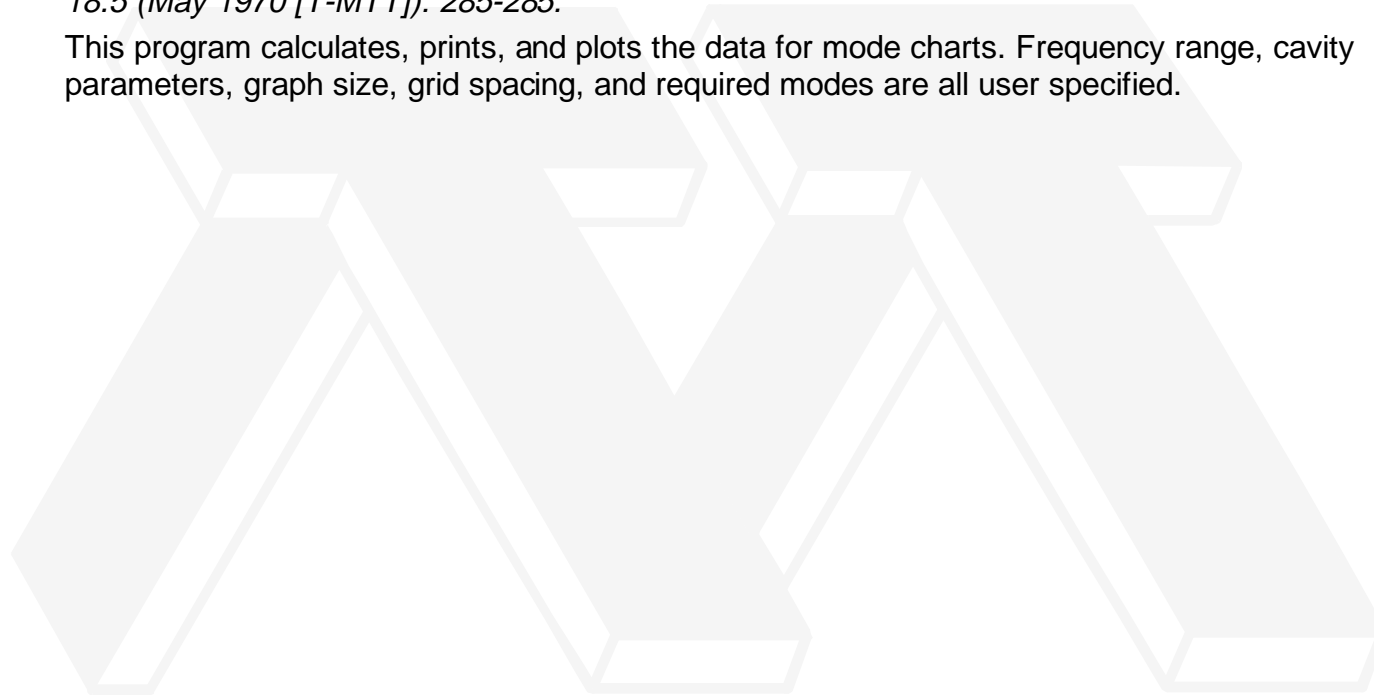 18.5 (May 1970 [T-MTT]): 285-285.
This program calculates, prints, and plots the data for mode charts. Frequency range, cavity
parameters, graph size, grid spacing, and required modes are all user specified.